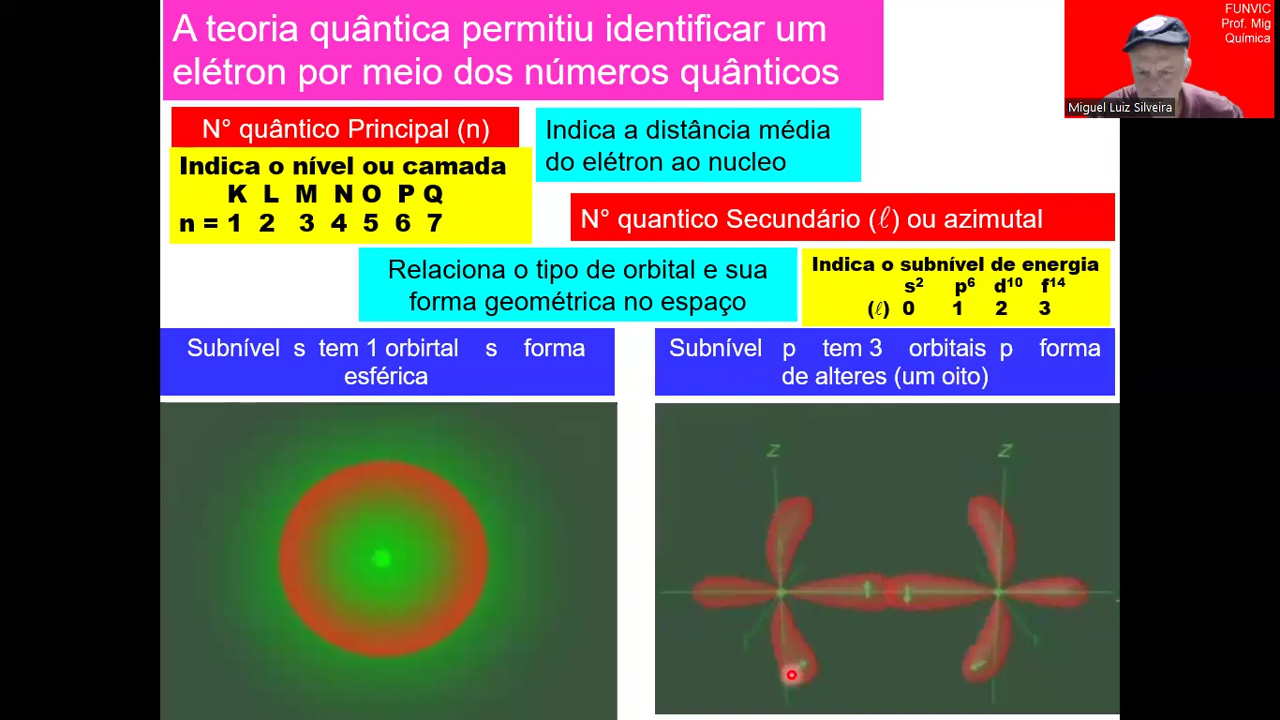 A teoria quântica permitiu identificar um
elétron por meio dos números quânticos
FUNVIC
Prof. Mig
Química
Miguel Luiz Silveira
N° quântico Principal (n)
Indica o nível ou camada
K L M N O P Q
n = 1 2 3 4 5 6 7
Indica a distância média
do elétron ao nucleo
N° quantico Secundário (ℓ) ou azimutal
Relaciona o tipo de orbital e sua
forma geométrica no espaço
Indica o subnível de energia
s² p⁶ d¹⁰ f¹⁴
(ℓ) 0 1 2 3
Subnível s tem 1 orbirtal s forma
esférica
Subnível p tem 3 orbitais p forma
de alteres (um oito)
Z Z